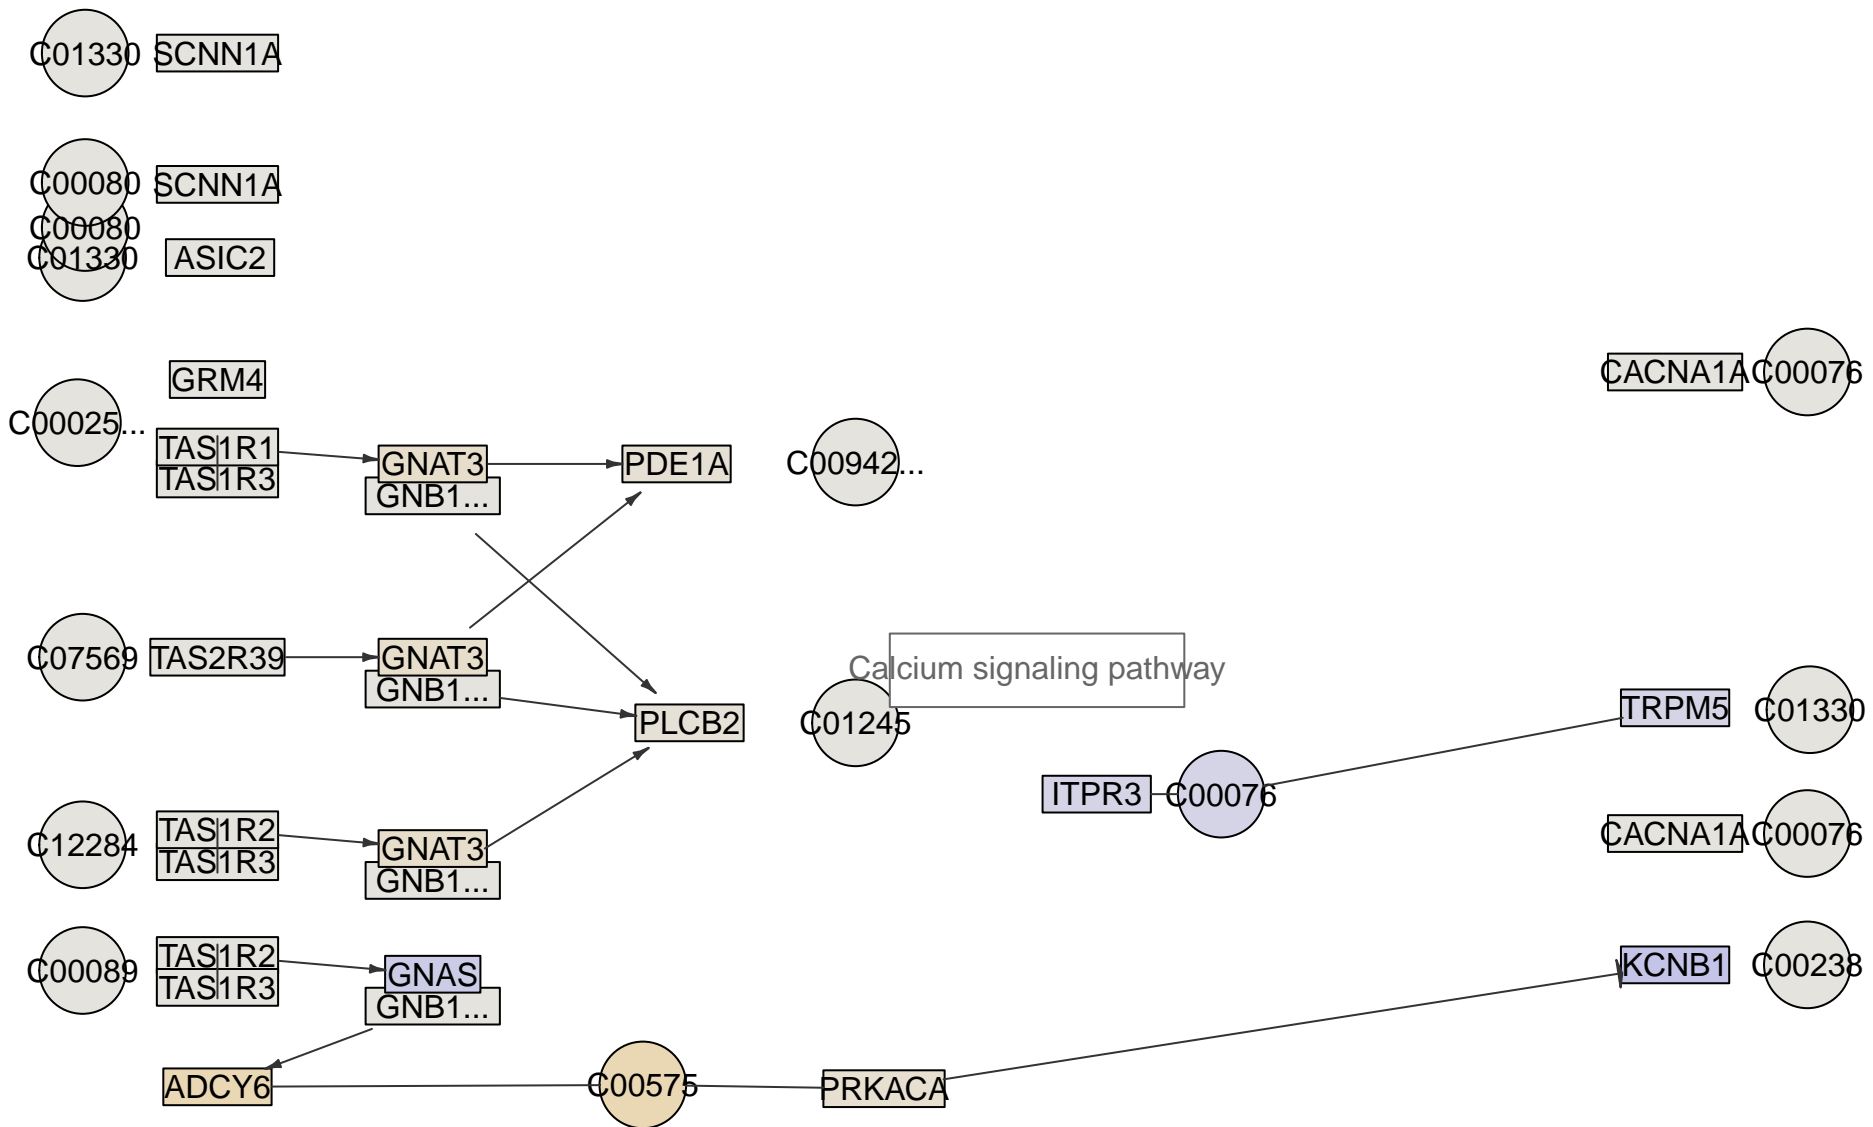 C01330 SCNN1A
C00080 SCNN1A
C00080
C01330 ASIC2
GRM4
CACNA1A C00076
C00025...
TAS1R1
GNAT3 PDE1A C00942...
TAS1R3
GNB1...
C07569 TAS2R39 GNAT3
Calcium signaling pathway
GNB1...
PLCB2 C01245
TRPM5 C01330
ITPR3 C00076
TAS1R2
CACNA1A C00076
C12284
GNAT3
TAS1R3
GNB1...
TAS1R2
KCNB1 C00238
C00089
GNAS
TAS1R3
GNB1...
ADCY6 C00575 PRKACA